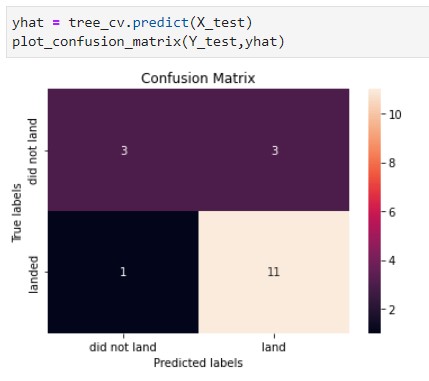 yhat = tree_cv.predict(X_test)
plot_confusion_matrix(Y_test,yhat)
Confusion Matrix
True labels
did not land
landed
3
3
1
11
did not land
land
Predicted labels
10
8
6
4
2